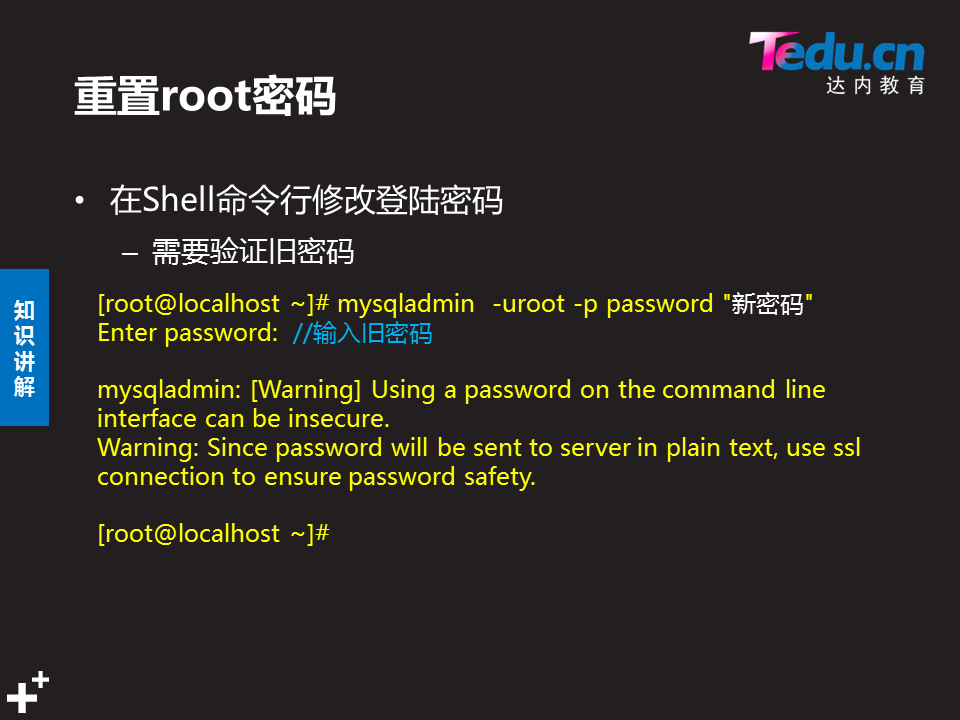 Tedu.cn
达内教育
重置root密码
• 在Shell命令行修改登陆密码
– 需要验证旧密码
知识讲解
[root@localhost ~]# mysqladmin  -uroot -p password "新密码"
Enter password:  //输入旧密码
mysqladmin: [Warning] Using a password on the command line
interface can be insecure.
Warning: Since password will be sent to server in plain text, use ssl
connection to ensure password safety.
[root@localhost ~]#